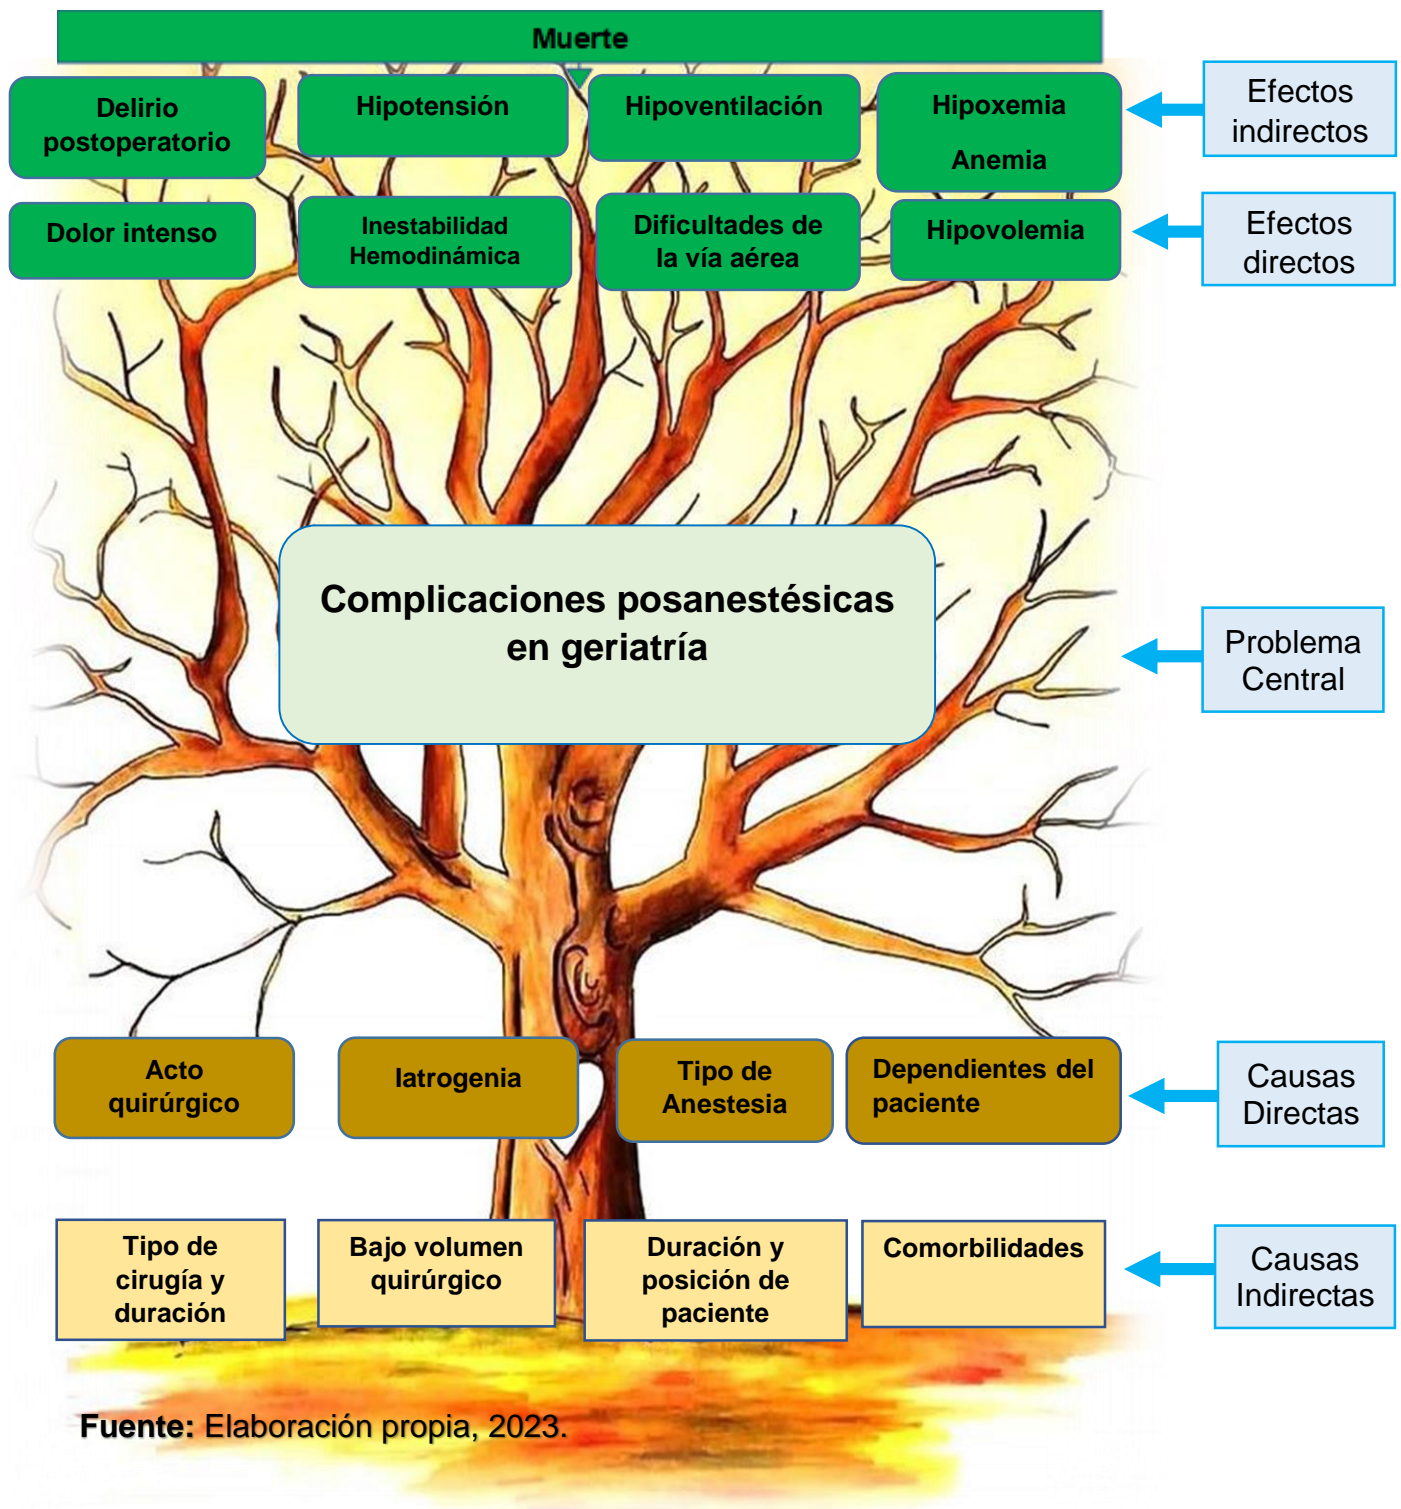 Muerte
Delirio
postoperatorio
Hipotensión
Hipoventilación
Hipoxemia
Anemia
Efectos
indirectos
Dolor intenso
Inestabilidad
Hemodinámica
Dificultades de
la vía aérea
Hipovolemia
Efectos
directos
Complicaciones posanestésicas
en geriatría
Problema
Central
Acto
quirúrgico
Iatrogenia
Tipo de
Anestesia
Dependientes del
paciente
Causas
Directas
Tipo de
cirugía y
duración
Bajo volumen
quirúrgico
Duración y
posición de
paciente
Comorbilidades
Causas
Indirectas
Fuente: Elaboración propia, 2023.